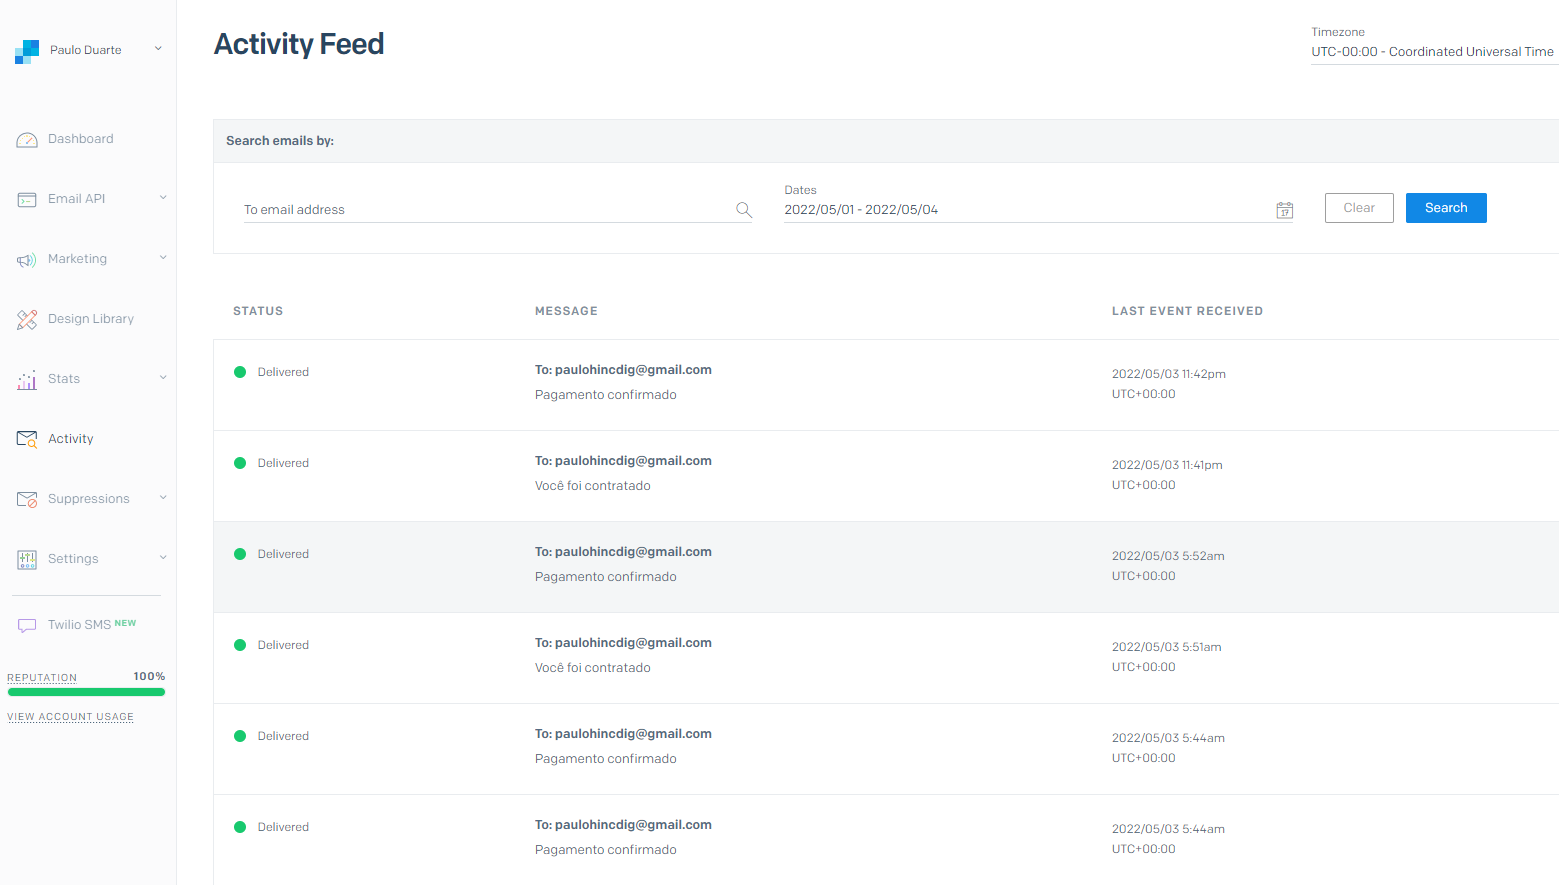 Paulo Duarte
Dashboard
Email API
Marketing
Design Library
Stats
Activity
Suppressions
Settings
Twilio SMS NEW
REPUTATION 100%
VIEW ACCOUNT USAGE
Activity Feed
Timezone
UTC-00:00 - Coordinated Universal Time
Search emails by:
To email address
Dates
2022/05/01 - 2022/05/04
17
Clear
Search
STATUS MESSAGE LAST EVENT RECEIVED
Delivered
To: paulohincdig@gmail.com
Pagamento confirmado
2022/05/03 11:42pm
UTC+00:00
Delivered
To: paulohincdig@gmail.com
Você foi contratado
2022/05/03 11:41pm
UTC+00:00
Delivered
To: paulohincdig@gmail.com
Pagamento confirmado
2022/05/03 5:52am
UTC+00:00
Delivered
To: paulohincdig@gmail.com
Você foi contratado
2022/05/03 5:51am
UTC+00:00
Delivered
To: paulohincdig@gmail.com
Pagamento confirmado
2022/05/03 5:44am
UTC+00:00
Delivered
To: paulohincdig@gmail.com
Pagamento confirmado
2022/05/03 5:44am
UTC+00:00